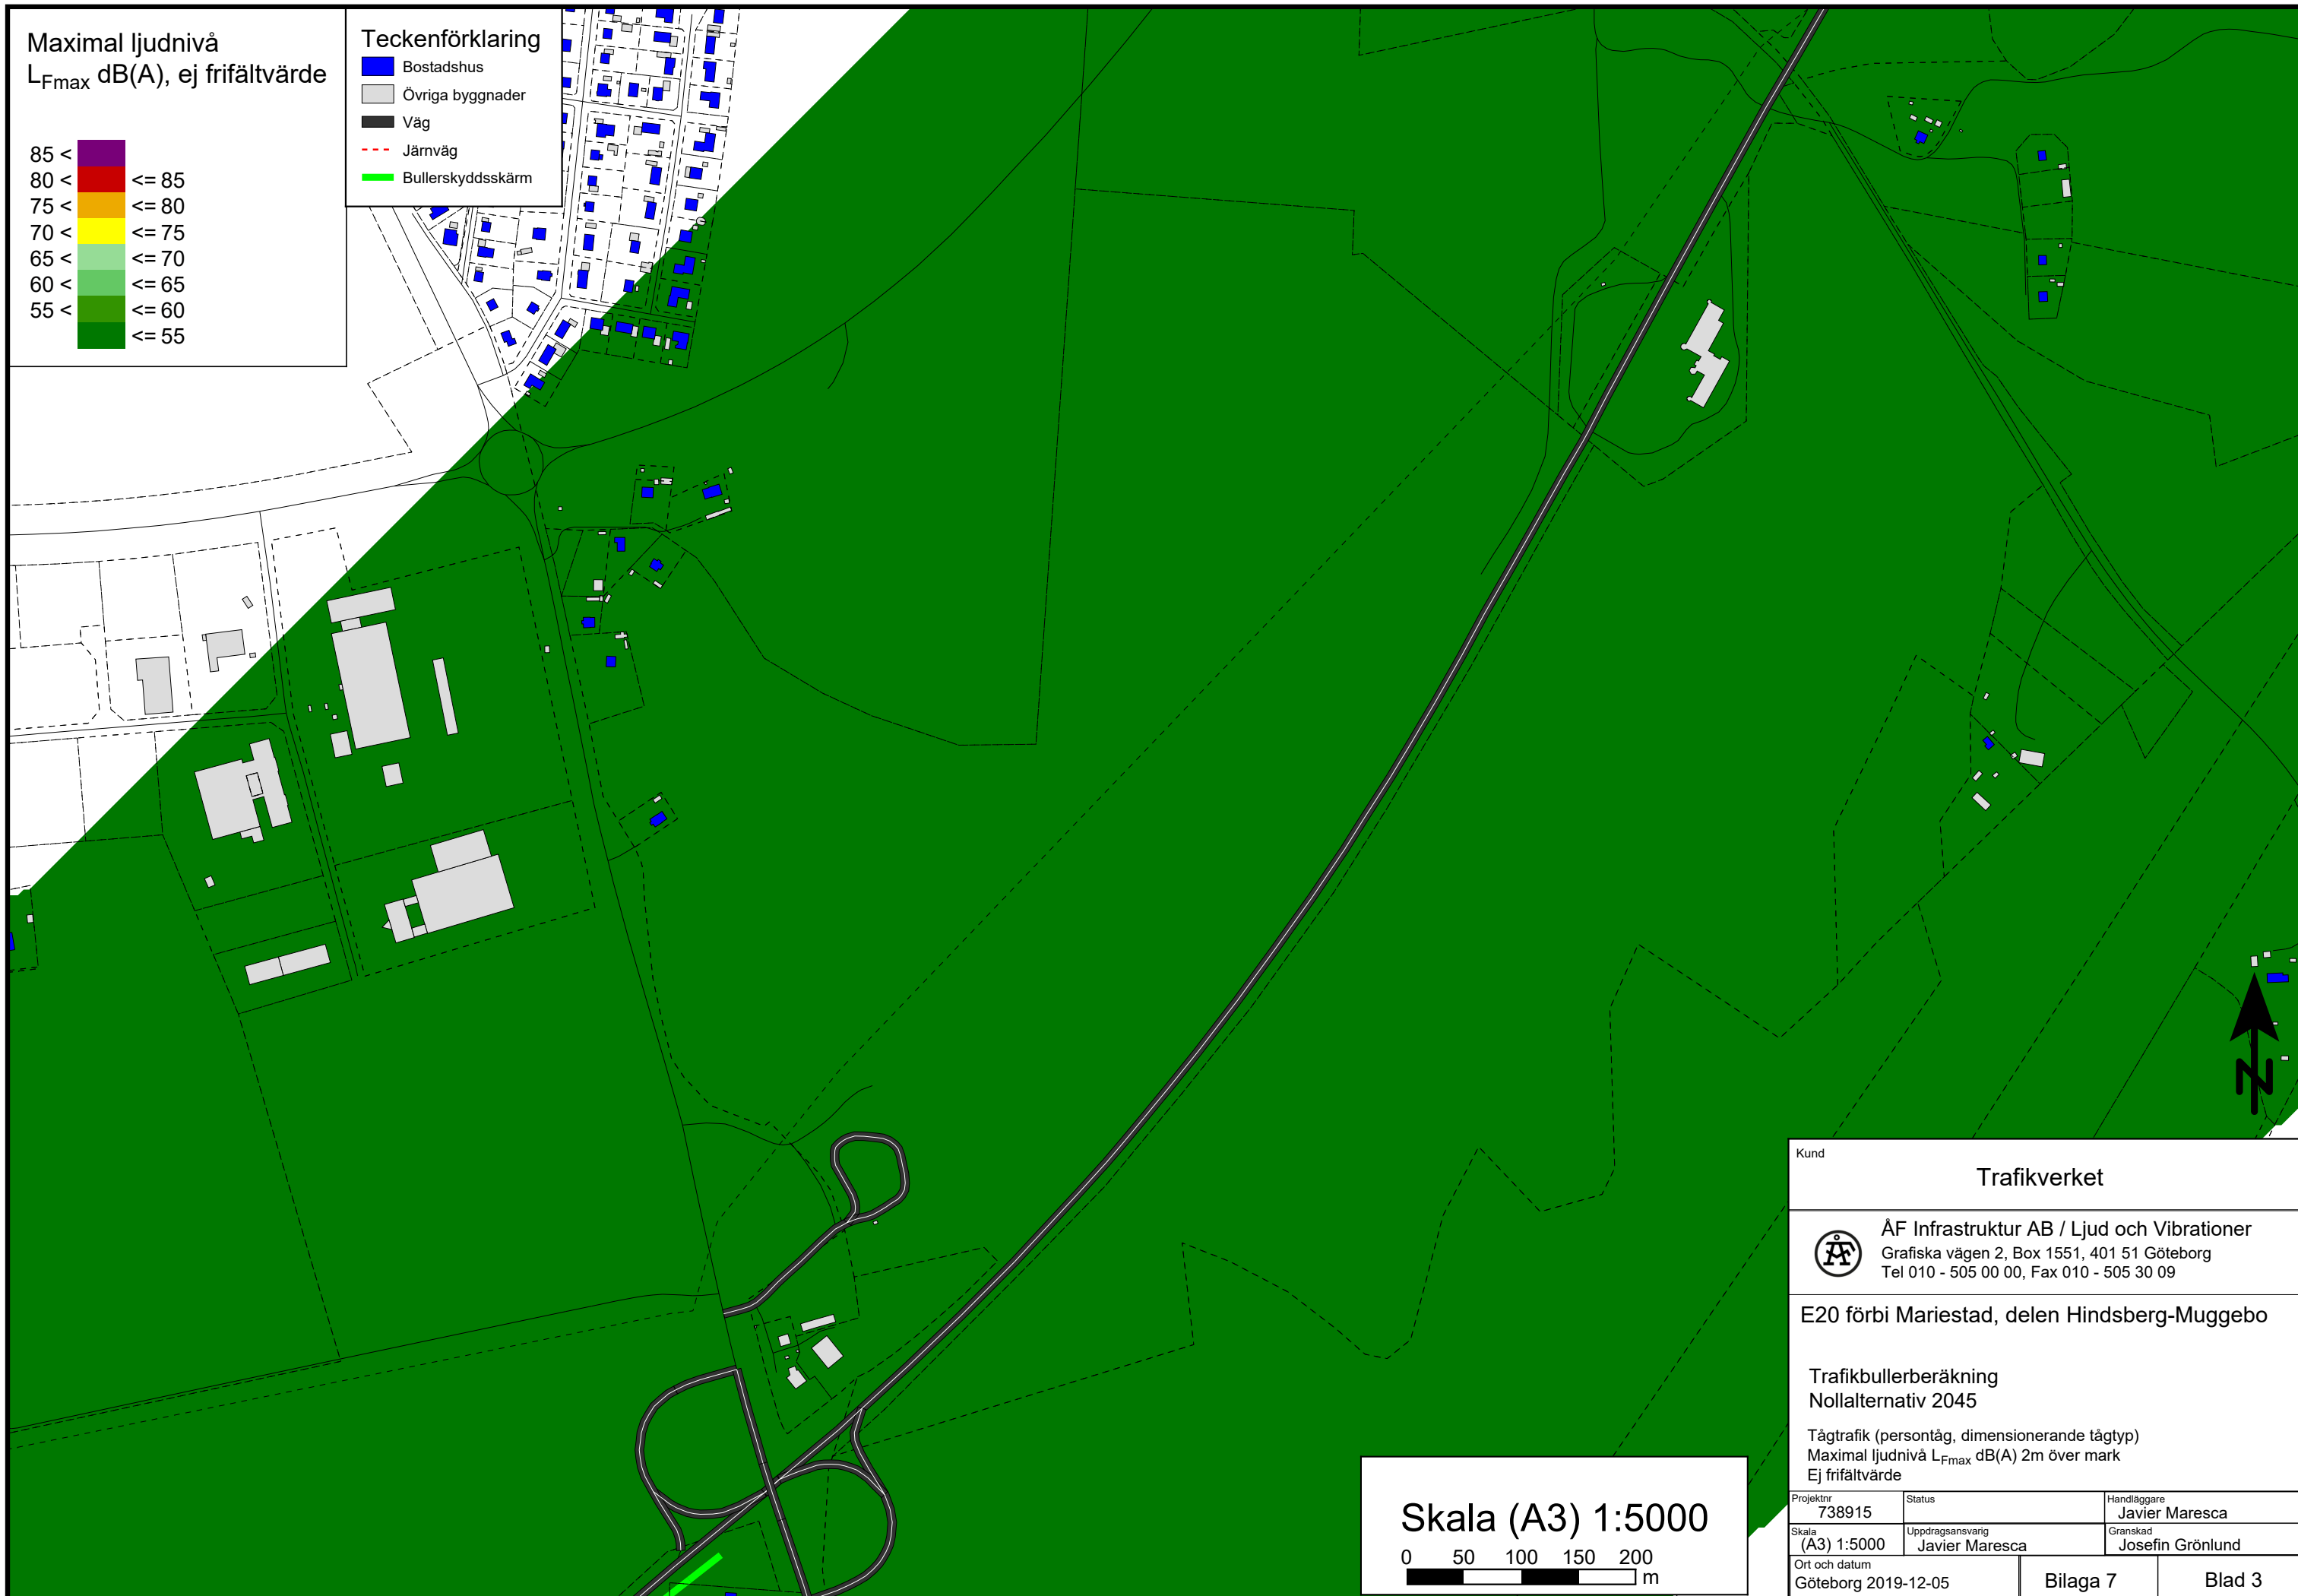 Maximal ljudnivå
LFmax dB(A), ej frifältvärde
85 <
80 < <= 85
75 < <= 80
70 < <= 75
65 < <= 70
60 < <= 65
55 < <= 60
<= 55
Teckenförklaring
Bostadshus
Övriga byggnader
Väg
Järnväg
Bullerskyddsskärm
N
Skala (A3) 1:5000
0 50 100 150 200
m
Kund
Trafikverket
ÅF
ÅF Infrastruktur AB / Ljud och Vibrationer
Grafiska vägen 2, Box 1551, 401 51 Göteborg
Tel 010 - 505 00 00, Fax 010 - 505 30 09
E20 förbi Mariestad, delen Hindsberg-Muggebo
Trafikbullerberäkning
Nollalternativ 2045
Tågtrafik (persontåg, dimensionerande tågtyp)
Maximal ljudnivå LFmax dB(A) 2m över mark
Ej frifältvärde
Projektnr Status Handläggare
738915 Javier Maresca
Skala Uppdragsansvarig Granskad
(A3) 1:5000 Javier Maresca Josefin Grönlund
Ort och datum
Göteborg 2019-12-05 Bilaga 7 Blad 3